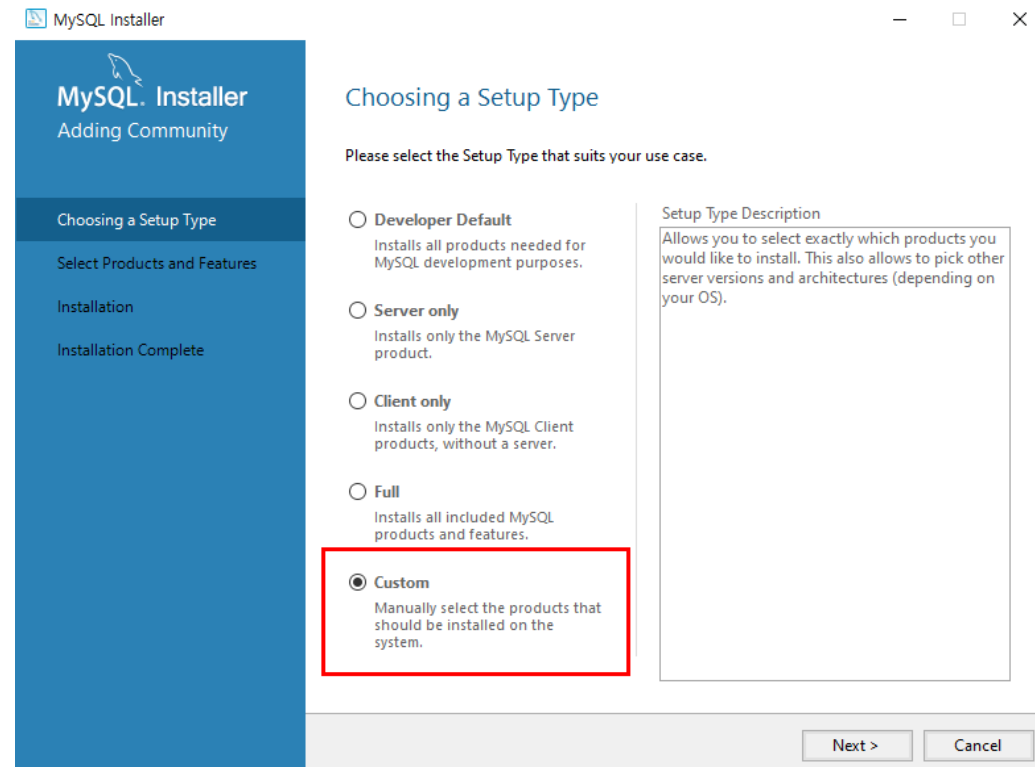 MySQL Installer
MySQL. Installer
Adding Community
Choosing a Setup Type
Select Products and Features
Installation
Installation Complete
Choosing a Setup Type
Please select the Setup Type that suits your use case.
Developer Default
Installs all products needed for
MySQL development purposes.
Server only
Installs only the MySQL Server
product.
Client only
Installs only the MySQL Client
products, without a server.
Full
Installs all included MySQL
products and features.
Custom
Manually select the products that
should be installed on the
system.
Setup Type Description
Allows you to select exactly which products you
would like to install. This also allows to pick other
server versions and architectures (depending on
your OS).
Next >
Cancel